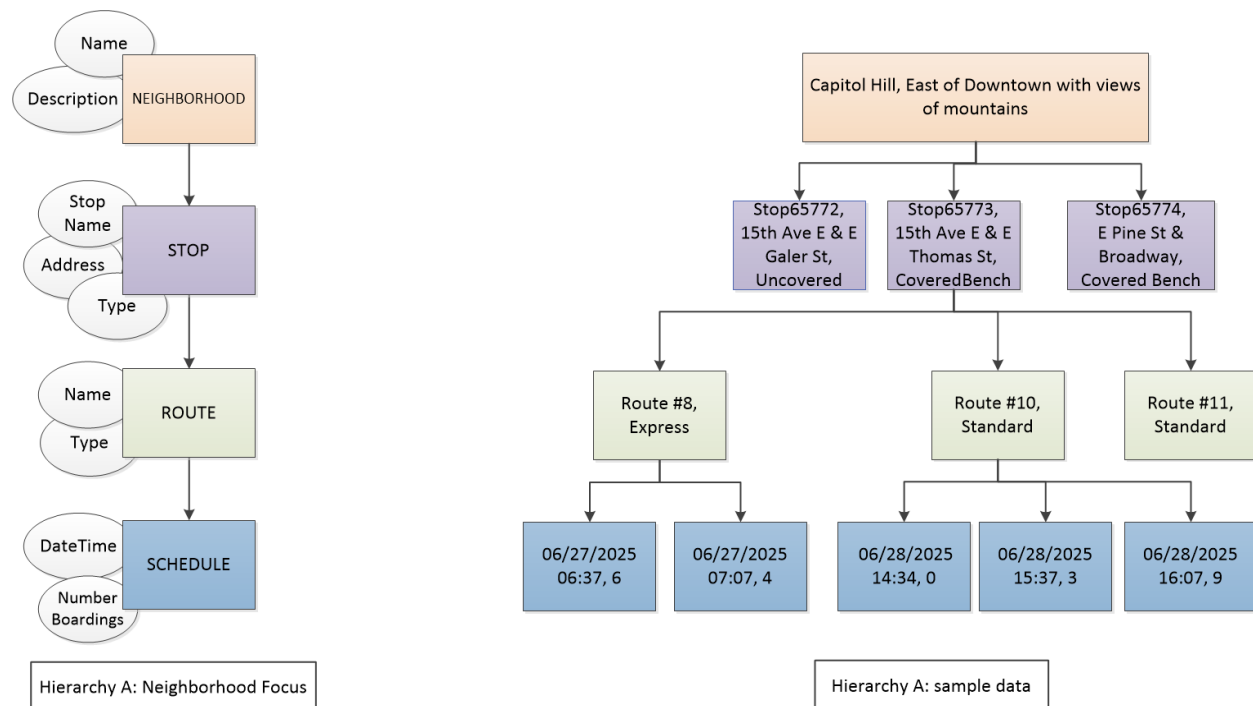 Name
Description
NEIGHBORHOOD
Stop
Name
Address
Type
STOP
Name
Type
ROUTE
DateTime
Number
Boardings
SCHEDULE
Hierarchy A: Neighborhood Focus
Capitol Hill, East of Downtown with views
of mountains
Stop65772,
15th Ave E & E
Galer St,
Uncovered
Stop65773,
15th Ave E & E
Thomas St,
CoveredBench
Stop65774,
E Pine St &
Broadway,
Covered Bench
Route #8,
Express
Route #10,
Standard
Route #11,
Standard
06/27/2025
06:37, 6
06/27/2025
07:07, 4
06/28/2025
14:34, 0
06/28/2025
15:37, 3
06/28/2025
16:07, 9
Hierarchy A: sample data